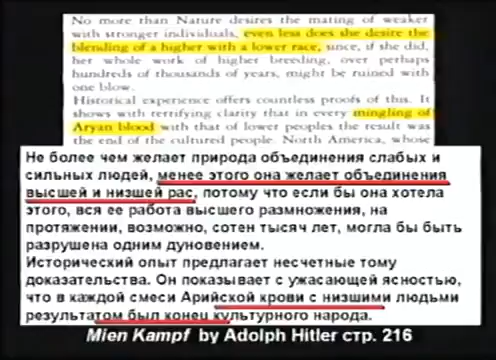 No more than Nature desires the mating of weaker
with stronger individuals, even less does she desire the
blending of a higher with a lower race, since, if she did,
her whole work of higher breeding, over perhaps
hundreds of thousands of years, might be ruined with
one blow.
Historical experience offers countless proofs of this. It
shows with terrifying clarity that in every mingling of
Aryan blood with that of lower peoples the result was
the end of the cultured people. North America, whose
Не более чем желает природа объединения слабых и
сильных людей, менее этого она желает объединения
высшей и низшей рас, потому что если бы она хотела
этого, вся ее работа высшего размножения, на
протяжении, возможно, сотен тысяч лет, могла бы быть
разрушена одним дуновением.
Исторический опыт предлагает несчетные тому
доказательства. Он показывает с ужасающей ясностью,
что в каждой смеси Арийской крови с низшими людьми
результатом был конец культурного народа.
Mien Kampf by Adolph Hitler стр. 216